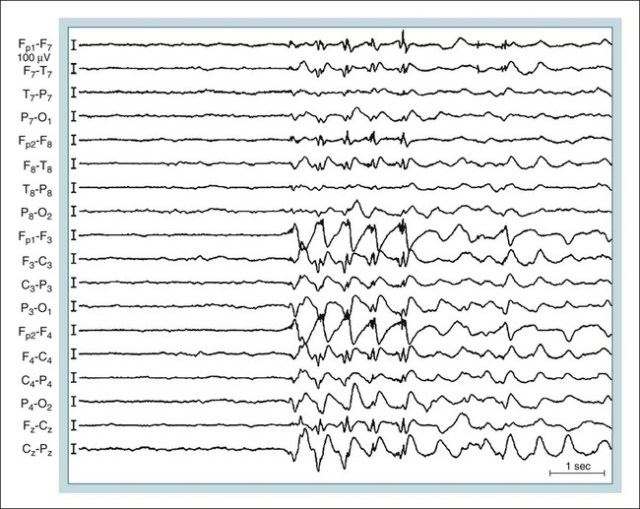 Fp1-F7
100 μV
F7-T7
T7-P7
P7-O1
Fp2-F8
F8-T8
T8-P8
P8-O2
Fp1-F3
F3-C3
C3-P3
P3-O1
Fp2-F4
F4-C4
C4-P4
P4-O2
Fz-Cz
Cz-Pz
1 sec